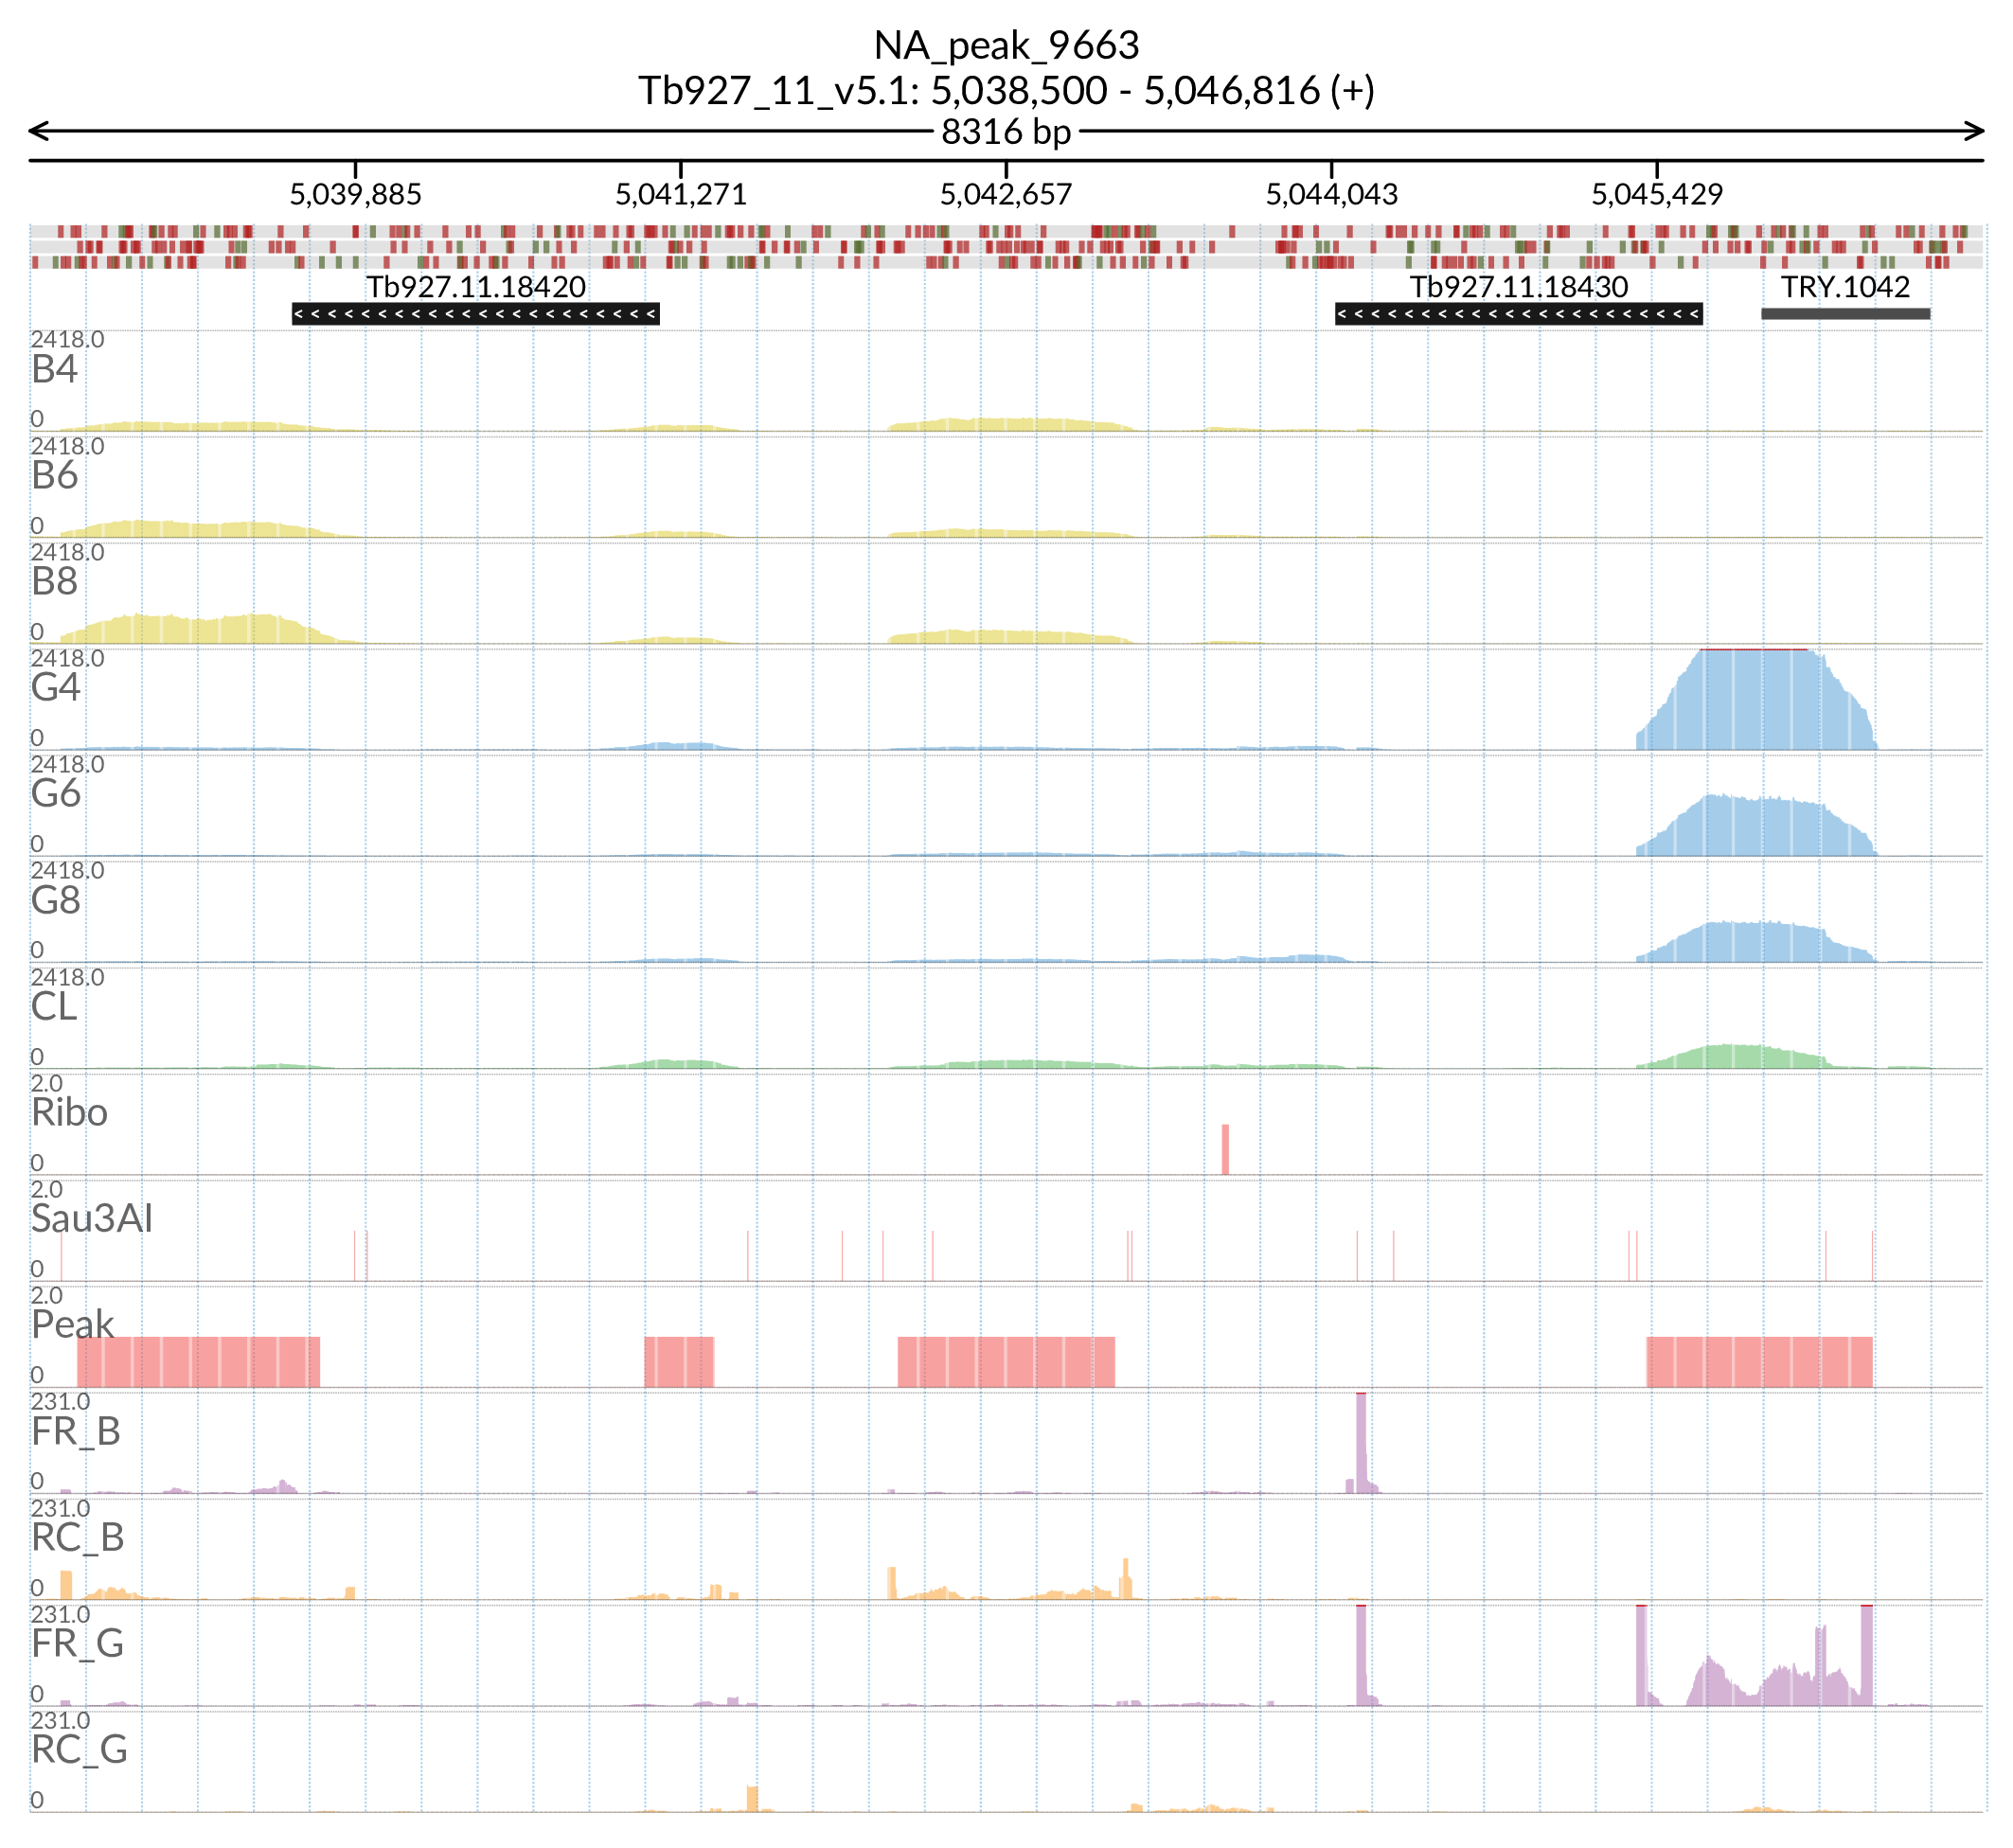 NA_peak_9663
Tb927_11_v5.1: 5,038,500 - 5,046,816 (+)
8316 bp
5,039,885 5,041,271 5,042,657 5,044,043 5,045,429
Tb927.11.18420 Tb927.11.18430 TRY.1042
2418.0
B4
0
2418.0
B6
0
2418.0
B8
0
2418.0
G4
0
2418.0
G6
0
2418.0
G8
0
2418.0
CL
0
2.0
Ribo
0
2.0
Sau3AI
0
2.0
Peak
0
231.0
FR_B
0
231.0
RC_B
0
231.0
FR_G
0
231.0
RC_G
0